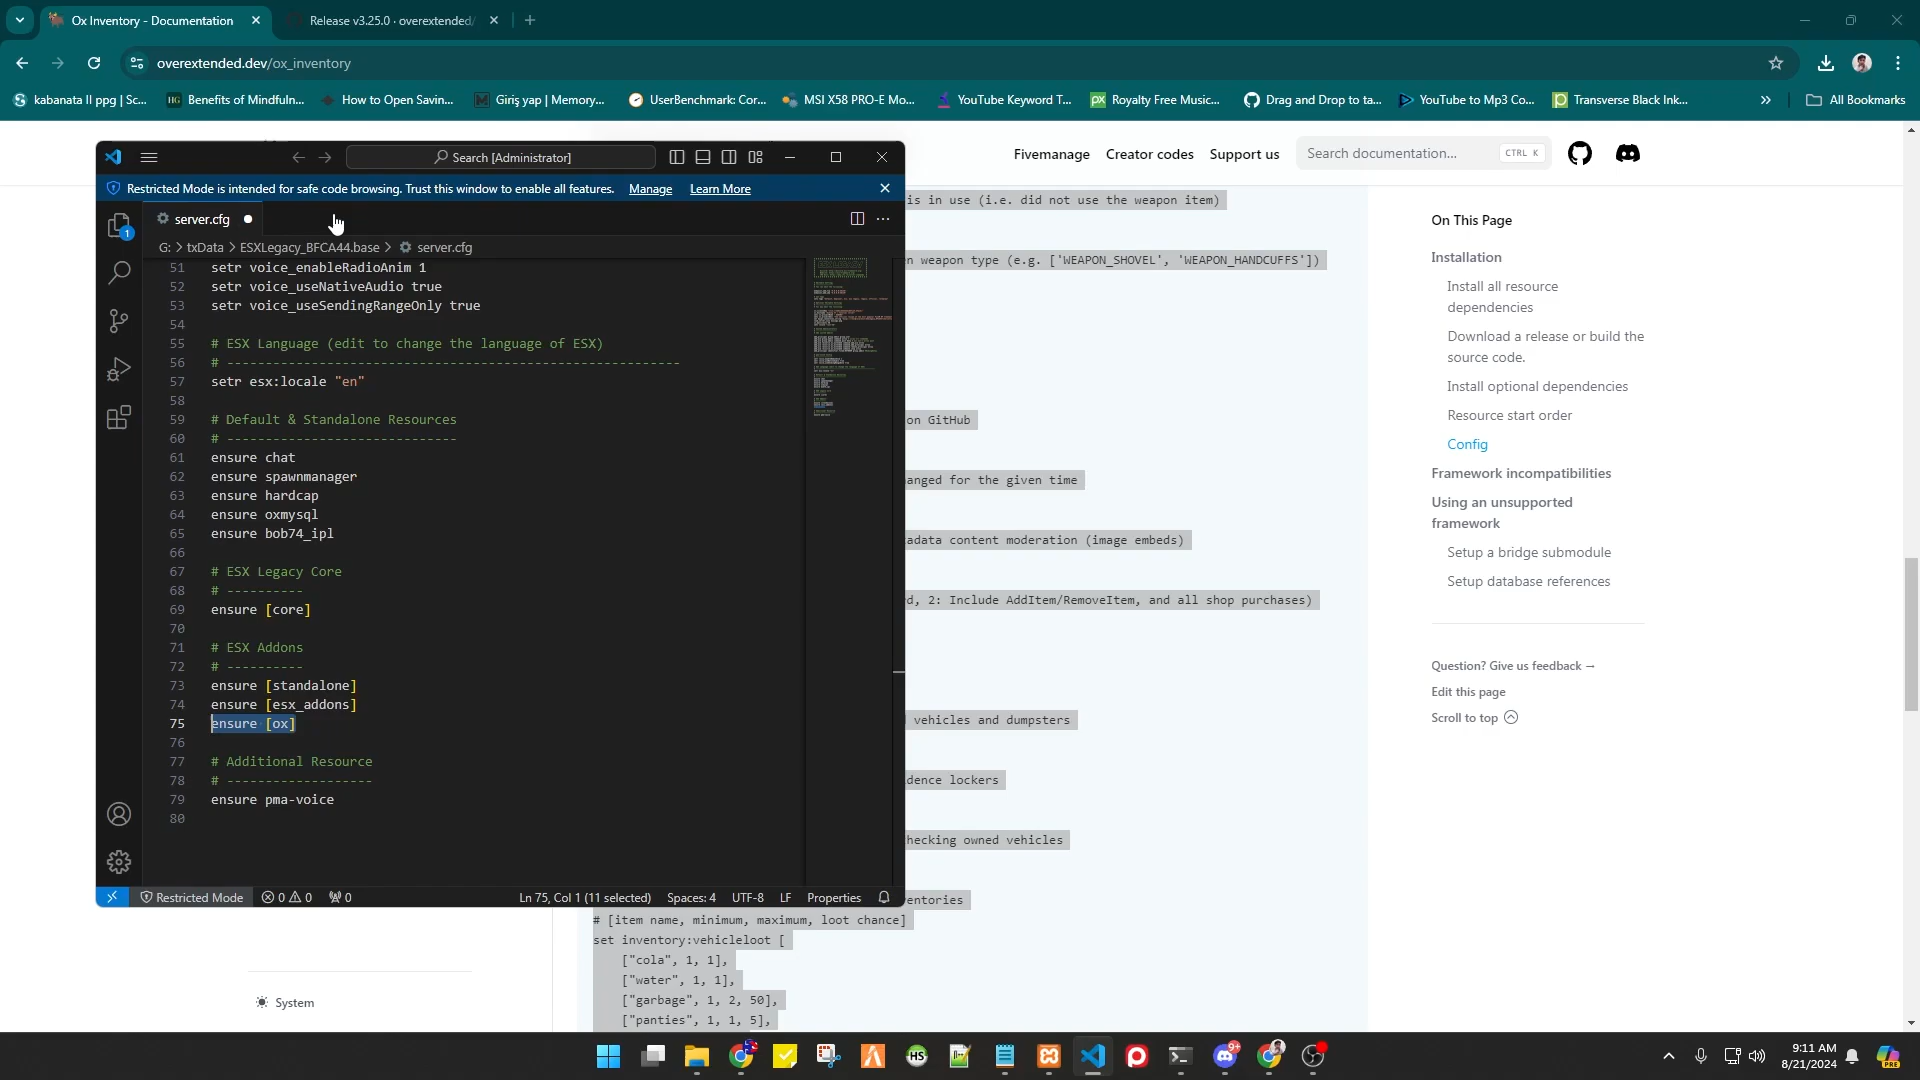 Ox Inventory - Documentation
Release v3.25.0 · overextended/
overextended.dev/ox_inventory
kabanata II ppg | Sc...
Benefits of Mindfuln...
How to Open Savin...
Giriş yap | Memory...
UserBenchmark: Cor...
MSI X58 PRO-E Mo...
YouTube Keyword T...
Royalty Free Music...
Drag and Drop to ta...
YouTube to Mp3 Co...
Transverse Black Ink...
All Bookmarks
Fivemanage
Creator codes
Support us
Search documentation...
CTRL K
Search [Administrator]
Restricted Mode is intended for safe code browsing. Trust this window to enable all features.
Manage
Learn More
server.cfg
G: > txData > ESXLegacy_BFCA44.base > server.cfg
51 setr voice_enableRadioAnim 1
52 setr voice_useNativeAudio true
53 setr voice_useSendingRangeOnly true
54
55 # ESX Language (edit to change the language of ESX)
56 # ----------------------------------------------------------
57 setr esx:locale "en"
58
59 # Default & Standalone Resources
60 # ------------------------------
61 ensure chat
62 ensure spawnmanager
63 ensure hardcap
64 ensure oxmysql
65 ensure bob74_ipl
66
67 # ESX Legacy Core
68 # ----------
69 ensure [core]
70
71 # ESX Addons
72 # ----------
73 ensure [standalone]
74 ensure [esx_addons]
75 ensure [ox]
76
77 # Additional Resource
78 # -------------------
79 ensure pma-voice
80
1
Restricted Mode
0
0
0
Ln 75, Col 1 (11 selected)
Spaces: 4
UTF-8
LF
Properties
is in use (i.e. did not use the weapon item)
n weapon type (e.g. ['WEAPON_SHOVEL', 'WEAPON_HANDCUFFS'])
on GitHub
anged for the given time
adata content moderation (image embeds)
d, 2: Include AddItem/RemoveItem, and all shop purchases)
vehicles and dumpsters
dence lockers
hecking owned vehicles
entories
# [item name, minimum, maximum, loot chance]
set inventory:vehicleloot [
["cola", 1, 1],
["water", 1, 1],
["garbage", 1, 2, 50],
["panties", 1, 1, 5],
System
On This Page
Installation
Install all resource
dependencies
Download a release or build the
source code.
Install optional dependencies
Resource start order
Config
Framework incompatibilities
Using an unsupported
framework
Setup a bridge submodule
Setup database references
Question? Give us feedback →
Edit this page
Scroll to top
HS
9+
9:11 AM
8/21/2024
PRE